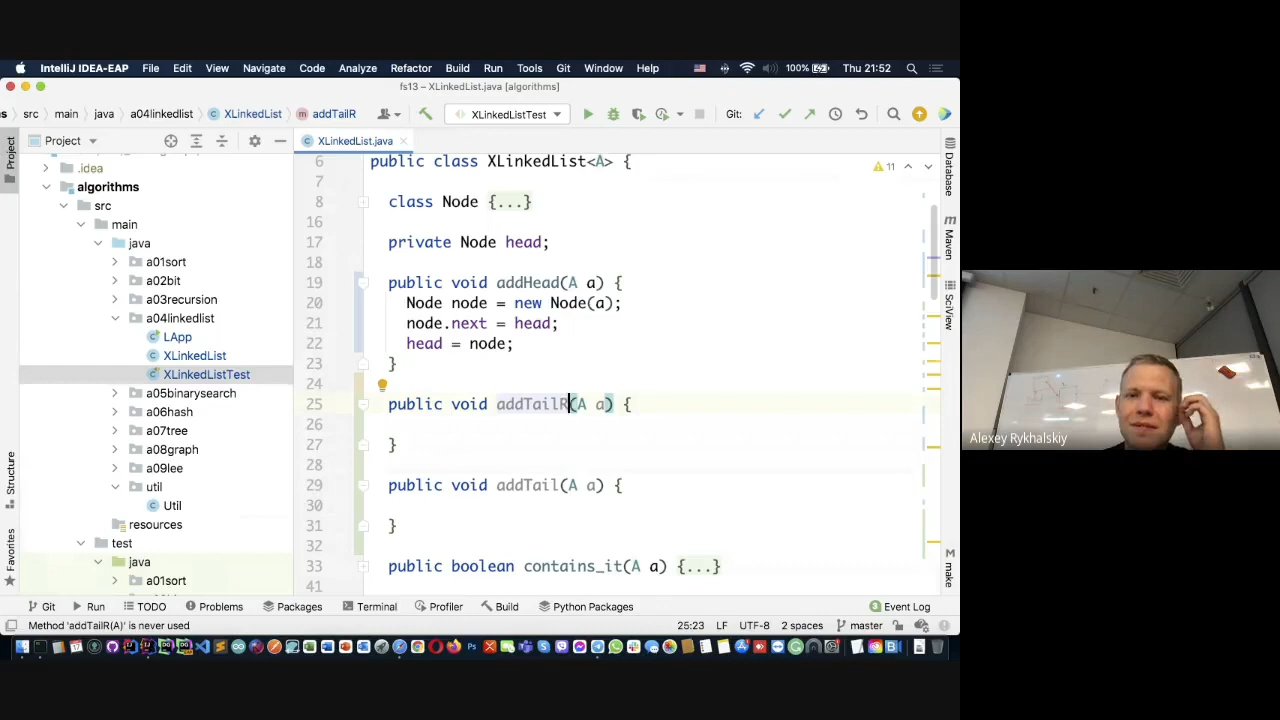 IntelliJ IDEA-EAP File Edit View Navigate Code Analyze Refactor Build Run Tools Git Window Help 100% Thu 21:52
fs13 – XLinkedList.java [algorithms]
src main java a04linkedlist XLinkedList addTailR XLinkedListTest Git:
Project XLinkedList.java
6 public class XLinkedList<A> {
7
8 class Node {...}
16
17 private Node head;
18
19 public void addHead(A a) {
20 Node node = new Node(a);
21 node.next = head;
22 head = node;
23 }
24
25 public void addTailR(A a) {
26
27 }
28
29 public void addTail(A a) {
30
31 }
32
33 public boolean contains_it(A a) {...}
41
11
.idea
algorithms
src
main
java
a01sort
a02bit
a03recursion
a04linkedlist
LApp
XLinkedList
XLinkedListTest
a05binarysearch
a06hash
a07tree
a08graph
a09lee
util
Util
resources
test
java
a01sort
Project
Structure
Favorites
Database
Maven
SciView
make
Git Run TODO Problems Packages Terminal Profiler Build Python Packages Event Log
Method 'addTailR(A)' is never used 25:23 LF UTF-8 2 spaces master
Alexey Rykhalskiy